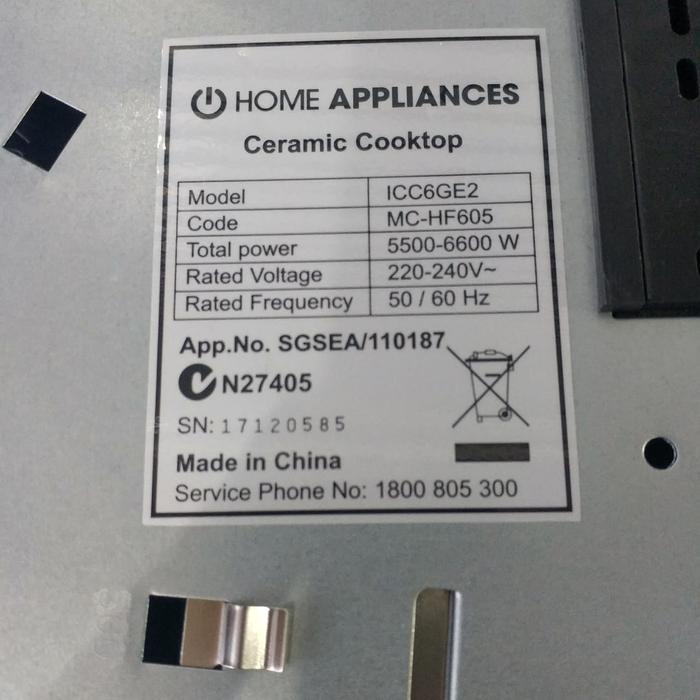 HOME APPLIANCES
Ceramic Cooktop
Model ICC6GE2
Code MC-HF605
Total power 5500-6600 W
Rated Voltage 220-240V~
Rated Frequency 50 / 60 Hz
App.No. SGSEA/110187
N27405
SN: 17120585
Made in China
Service Phone No: 1800 805 300